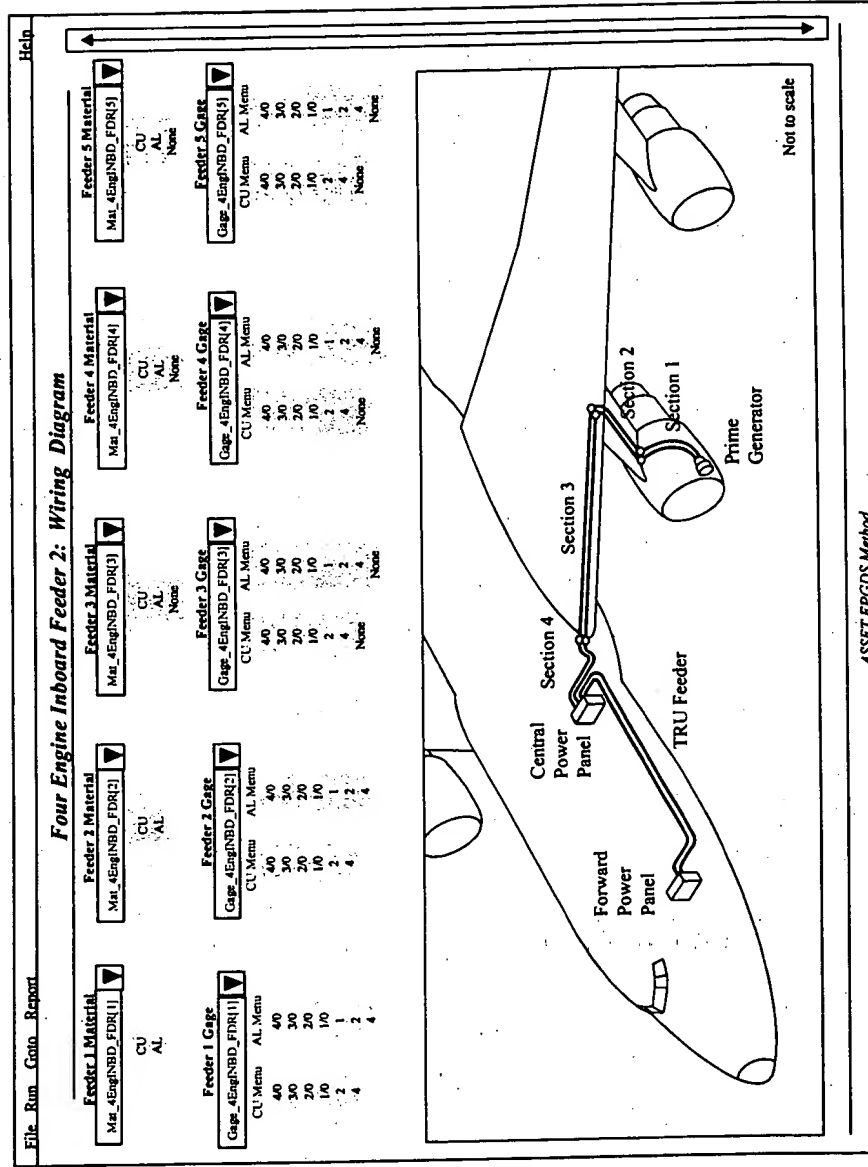 File Run Goto Report Help
Four Engine Inboard Feeder 2: Wiring Diagram
Feeder 1 Material
Mat_4EngINBD_FDR[1]
CU
AL
Feeder 2 Material
Mat_4EngINBD_FDR[2]
CU
AL
Feeder 3 Material
Mat_4EngINBD_FDR[3]
CU
AL
None
Feeder 4 Material
Mat_4EngINBD_FDR[4]
CU
AL
None
Feeder 5 Material
Mat_4EngINBD_FDR[5]
CU
AL
None
Feeder 1 Gage
Gage_4EngINBD_FDR[1]
CU Menu AL Menu
4/0 4/0
3/0 3/0
2/0 2/0
1/0 1/0
2 1
4 2
4
Feeder 2 Gage
Gage_4EngINBD_FDR[2]
CU Menu AL Menu
4/0 4/0
3/0 3/0
2/0 2/0
1/0 1/0
2 1
4 2
4
Feeder 3 Gage
Gage_4EngINBD_FDR[3]
CU Menu AL Menu
4/0 4/0
3/0 3/0
2/0 2/0
1/0 1/0
2 1
4 2
None 4
None
Feeder 4 Gage
Gage_4EngINBD_FDR[4]
CU Menu AL Menu
4/0 4/0
3/0 3/0
2/0 2/0
1/0 1/0
2 1
4 2
None 4
None
Feeder 5 Gage
Gage_4EngINBD_FDR[5]
CU Menu AL Menu
4/0 4/0
3/0 3/0
2/0 2/0
1/0 1/0
2 1
4 2
None 4
None
Forward
Power
Panel
Central
Power
Panel
TRU Feeder
Section 4
Section 3
Section 2
Section 1
Prime
Generator
Not to scale
ASSET EPGDS Method